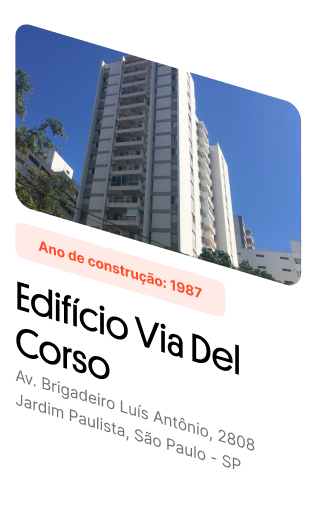 Ano de construção: 1987
Edifício Via Del
Corso
Av. Brigadeiro Luís Antônio, 2808
Jardim Paulista, São Paulo - SP